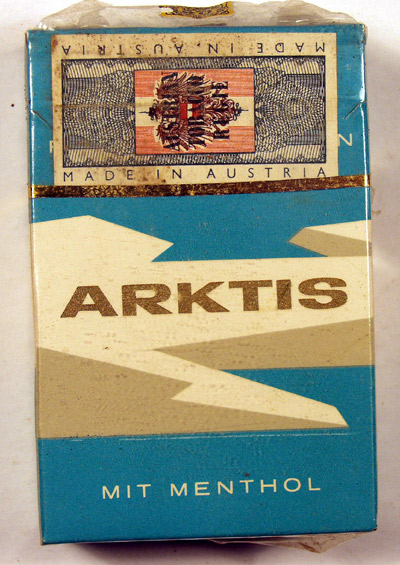 MADE IN AUSTRIA
MADE IN AUSTRIA
ARKTIS
MIT MENTHOL